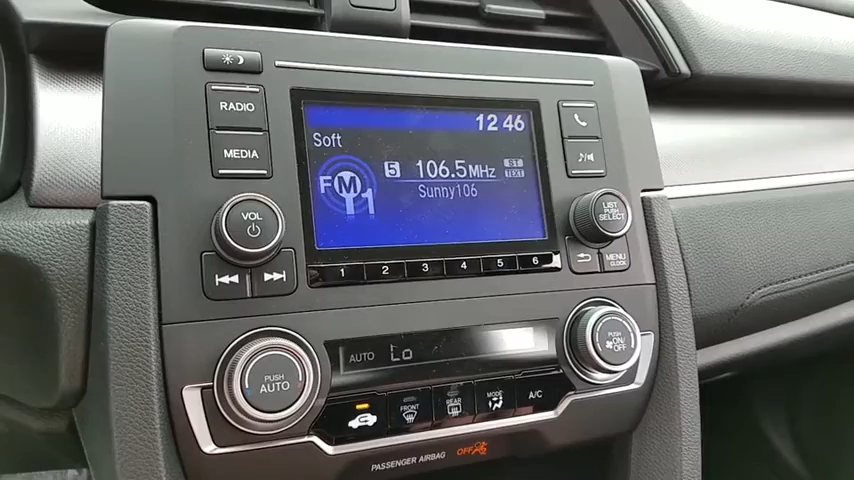 RADIO
MEDIA
VOL
12 46
Soft
FM 1
5 106.5MHz ST
TEXT
Sunny106
1 2 3 4 5 6
LIST
PUSH
SELECT
MENU
CLOCK
PUSH
AUTO
AUTO Lo
PUSH
ON/
OFF
FRONT
REAR
MODE
A/C
PASSENGER AIRBAG OFF